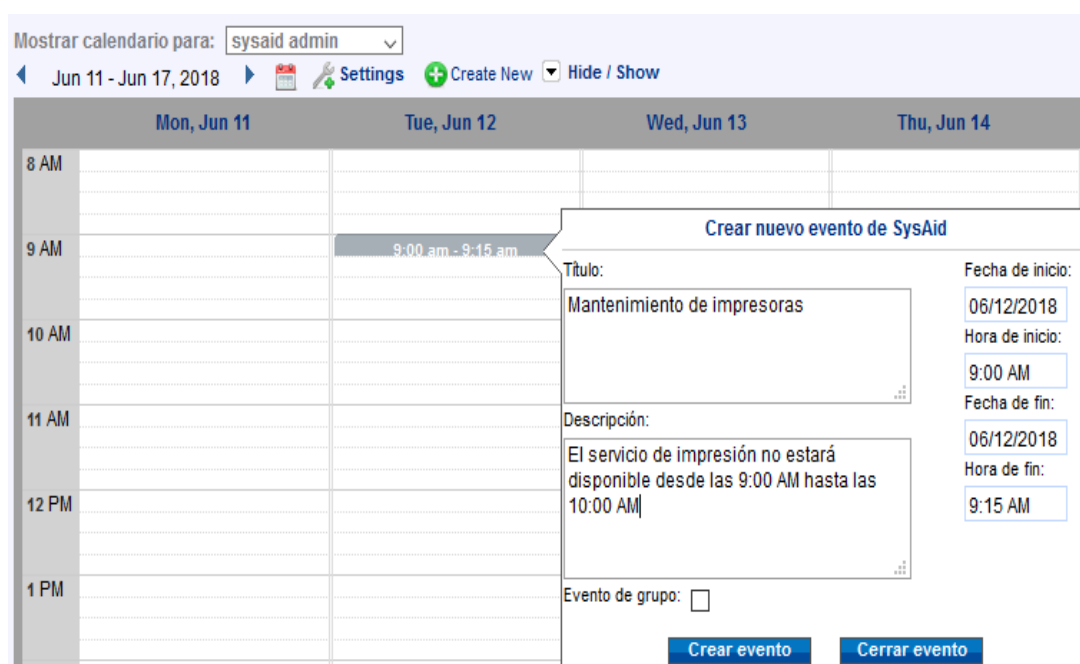 Mostrar calendario para: sysaid admin
Jun 11 - Jun 17, 2018 Settings Create New Hide / Show
Mon, Jun 11 Tue, Jun 12 Wed, Jun 13 Thu, Jun 14
8 AM
9 AM
9:00 am - 9:15 am
10 AM
11 AM
12 PM
1 PM
Crear nuevo evento de SysAid
Título:
Mantenimiento de impresoras
Fecha de inicio:
06/12/2018
Hora de inicio:
9:00 AM
Fecha de fin:
06/12/2018
Hora de fin:
9:15 AM
Descripción:
El servicio de impresión no estará
disponible desde las 9:00 AM hasta las
10:00 AM
Evento de grupo:
Crear evento Cerrar evento